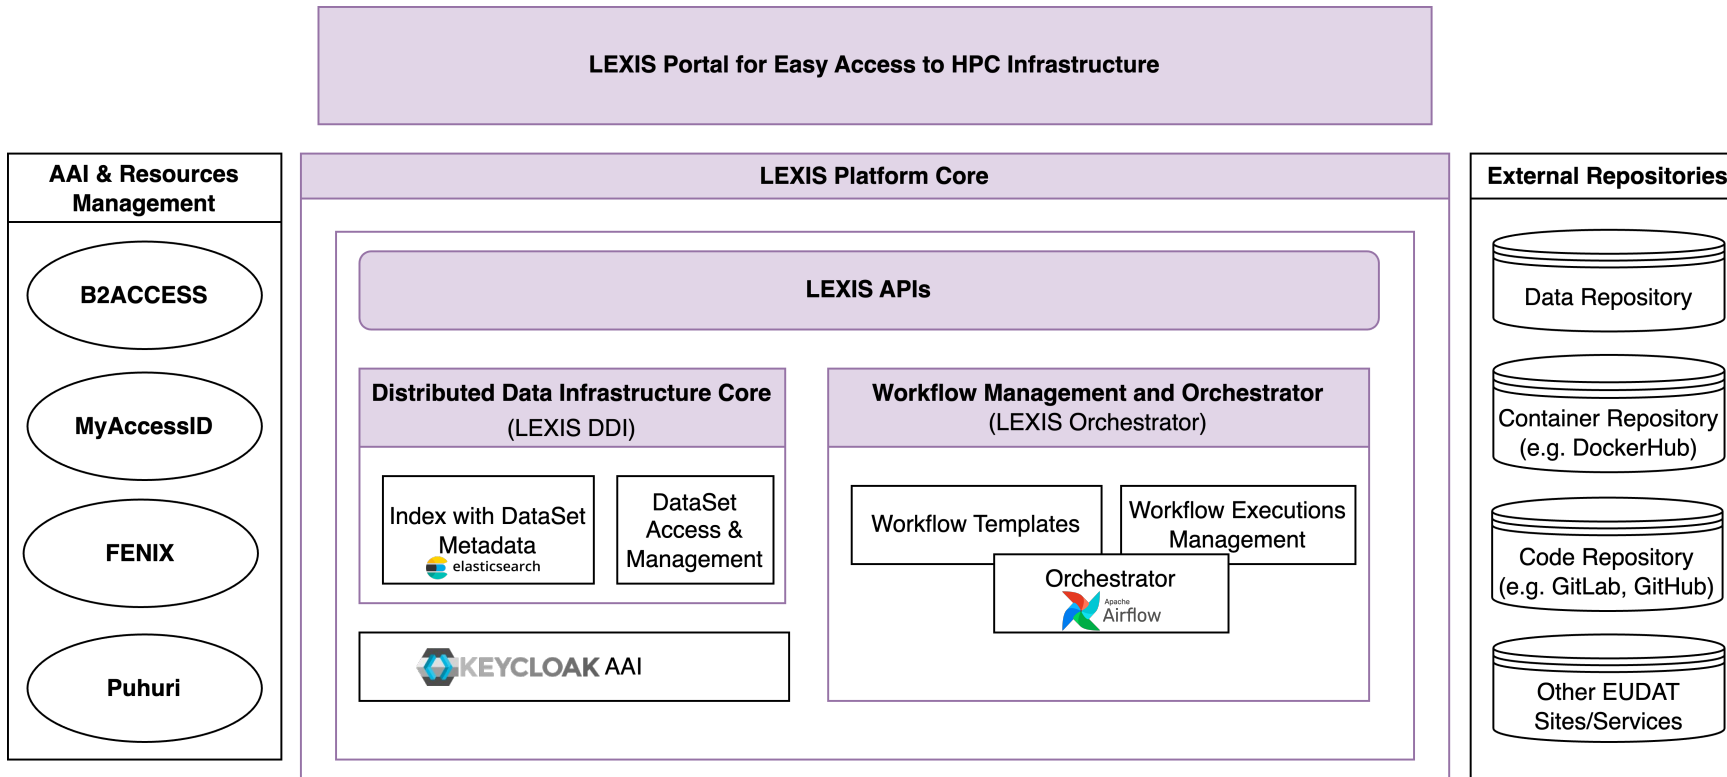 LEXIS Portal for Easy Access to HPC Infrastructure
AAI & Resources
Management
B2ACCESS
MyAccessID
FENIX
Puhuri
LEXIS Platform Core
LEXIS APIs
Distributed Data Infrastructure Core
(LEXIS DDI)
Index with DataSet
Metadata
elasticsearch
DataSet
Access &
Management
KEYCLOAK AAI
Workflow Management and Orchestrator
(LEXIS Orchestrator)
Workflow Templates
Workflow Executions
Management
Orchestrator
Apache
Airflow
External Repositories
Data Repository
Container Repository
(e.g. DockerHub)
Code Repository
(e.g. GitLab, GitHub)
Other EUDAT
Sites/Services